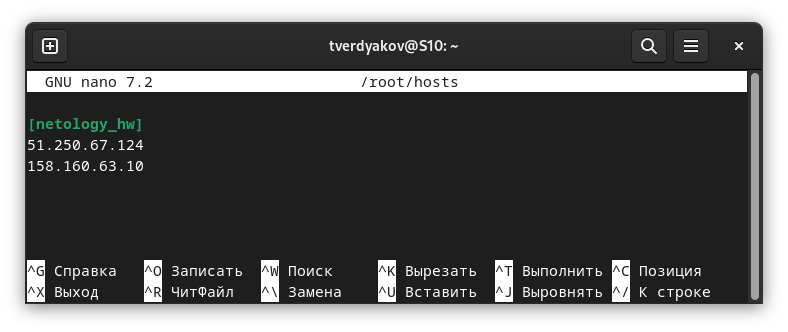 tverdyakov@S10: ~
GNU nano 7.2 /root/hosts
[netology_hw]
51.250.67.124
158.160.63.10
^G Справка ^O Записать ^W Поиск ^K Вырезать ^T Выполнить ^C Позиция
^X Выход ^R ЧитФайл ^\ Замена ^U Вставить ^J Выровнять ^/ К строке